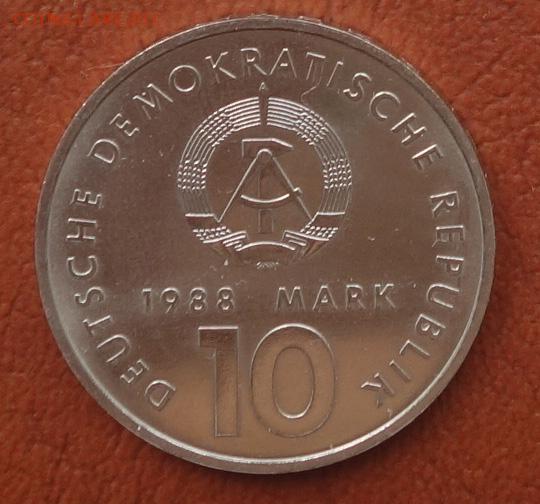 DEUTSCHE DEMOKRATISCHE REPUBLIK
A
1988 MARK
10